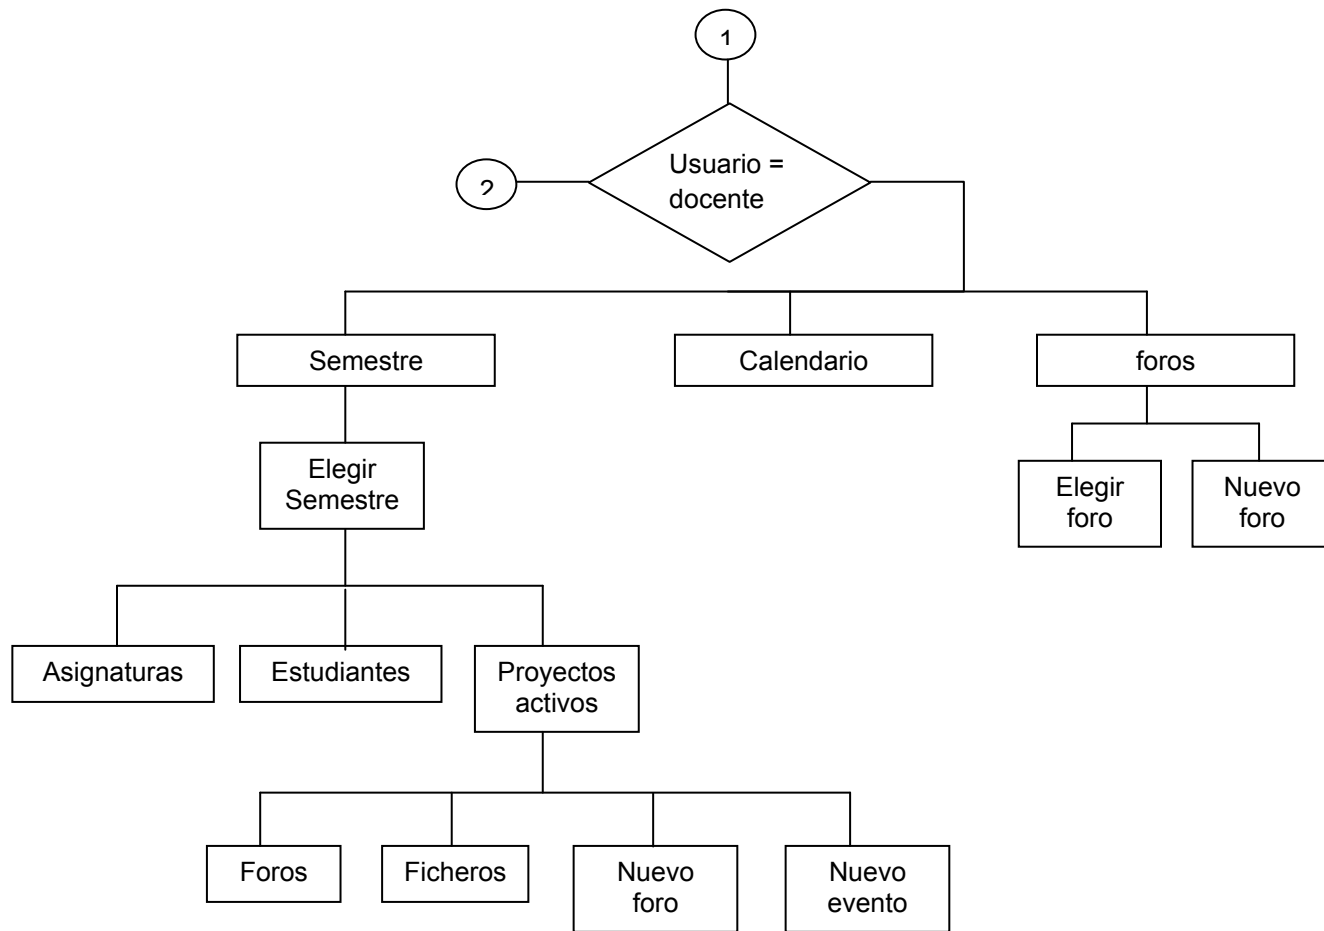 1
Usuario =
docente
2
Semestre
Calendario
foros
Elegir
Semestre
Elegir
foro
Nuevo
foro
Asignaturas
Estudiantes
Proyectos
activos
Foros
Ficheros
Nuevo
foro
Nuevo
evento